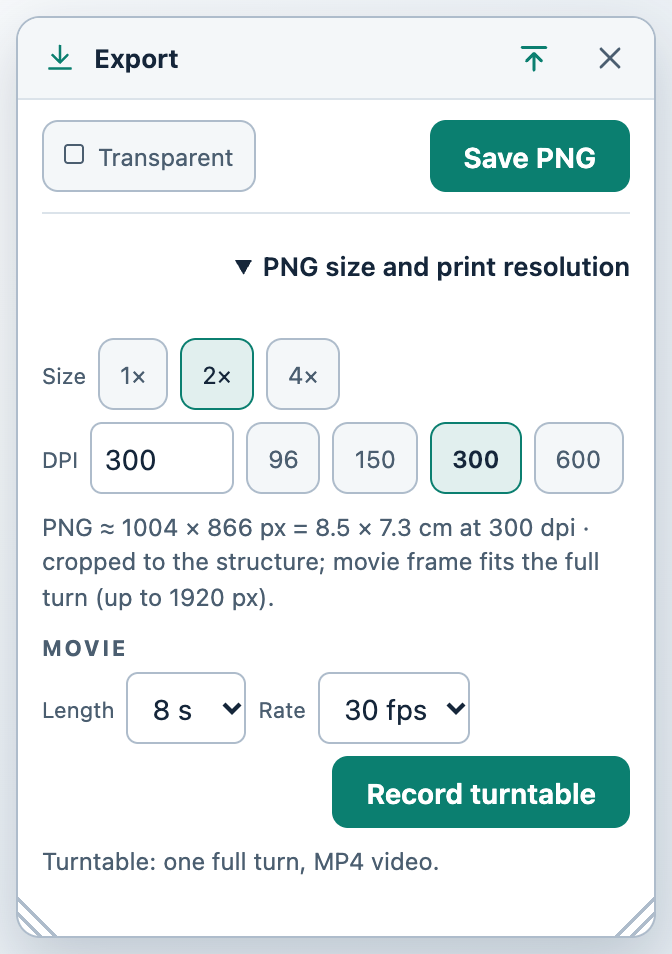 Export
Transparent
Save PNG
▼ PNG size and print resolution
Size 1× 2× 4×
DPI 300 96 150 300 600
PNG ≈ 1004 × 866 px = 8.5 × 7.3 cm at 300 dpi ·
cropped to the structure; movie frame fits the full
turn (up to 1920 px).
MOVIE
Length 8 s Rate 30 fps
Record turntable
Turntable: one full turn, MP4 video.